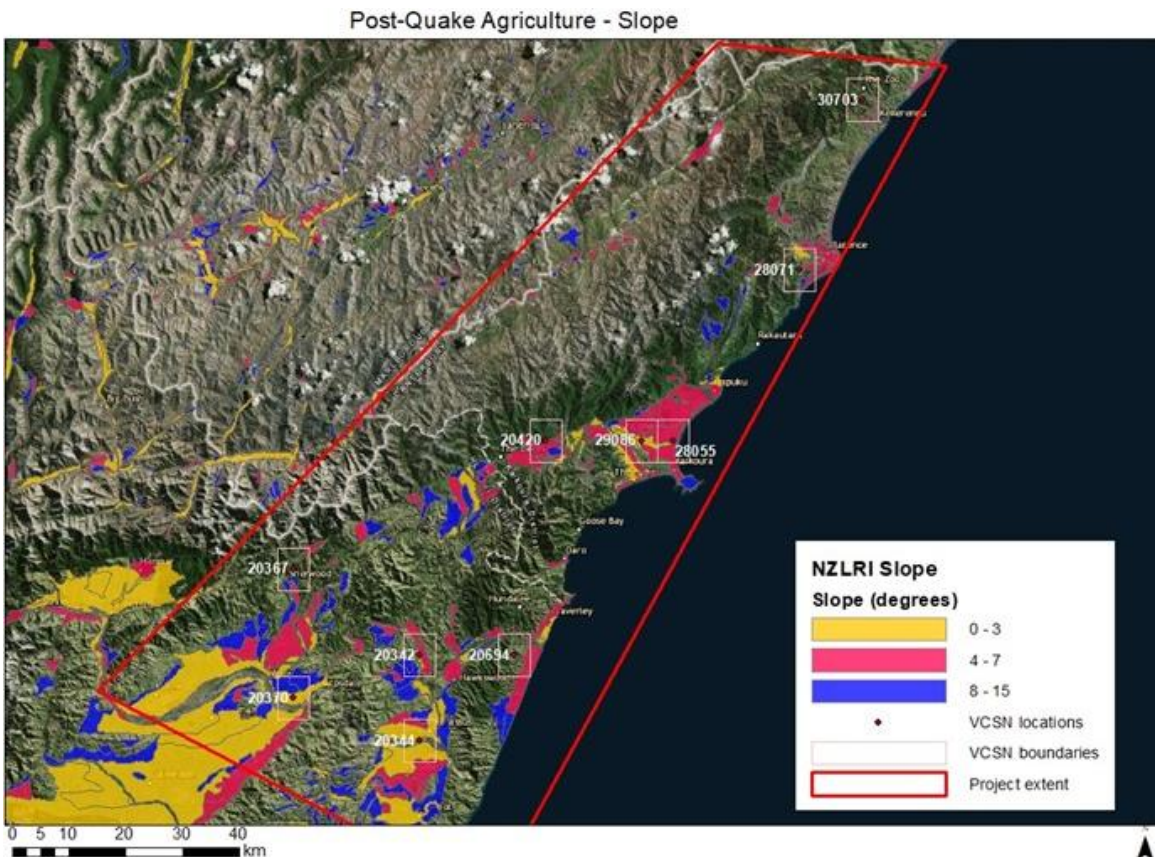 Post-Quake Agriculture - Slope
30703
28071
20420
29086
28055
Goose Bay
Oaro
20367
20342
20694
20370
20344
NZLRI Slope
Slope (degrees)
0 - 3
4 - 7
8 - 15
VCSN locations
VCSN boundaries
Project extent
0 5 10 20 30 40
km